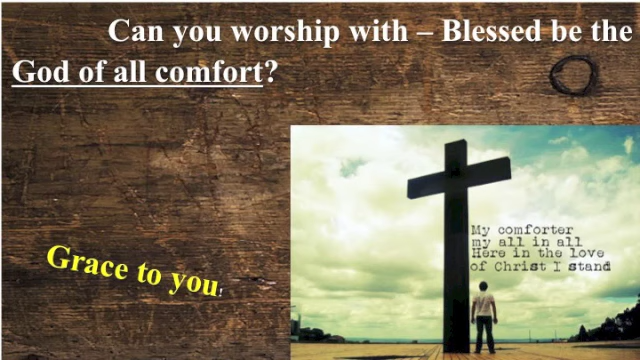 Can you worship with – Blessed be the
God of all comfort?
My comforter
my all in all
Here in the love
of Christ I stand
Grace to you!